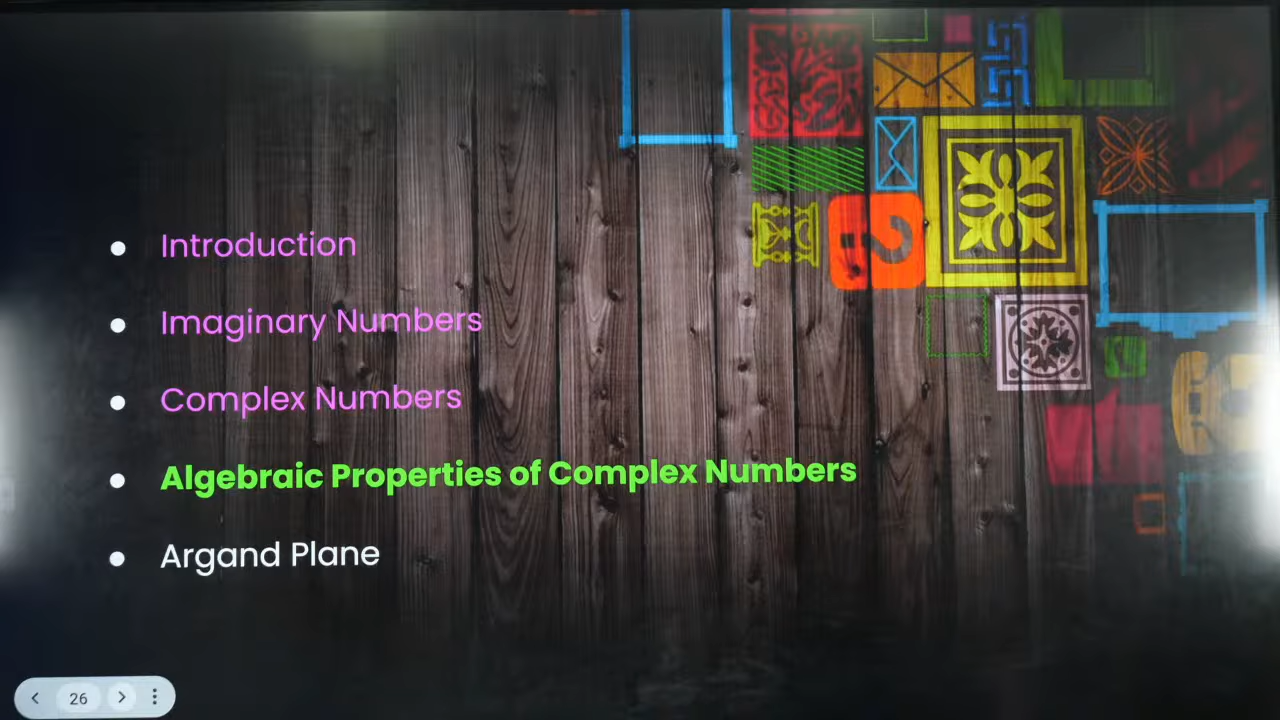 Introduction
Imaginary Numbers
Complex Numbers
Algebraic Properties of Complex Numbers
Argand Plane
26